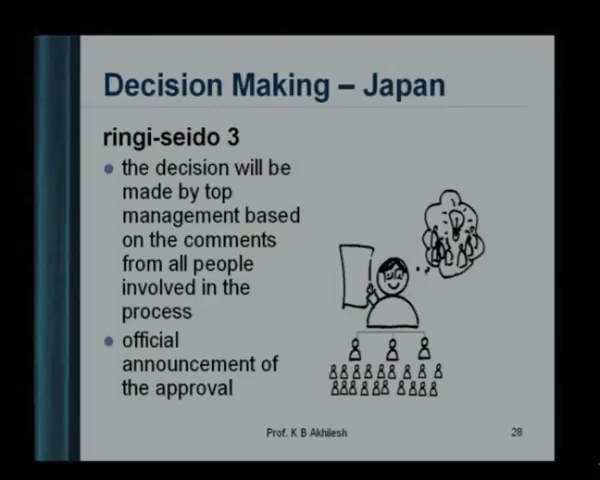 Decision Making – Japan
ringi-seido 3
the decision will be
made by top
management based
on the comments
from all people
involved in the
process
official
announcement of
the approval
Prof. K B Akhilesh
28